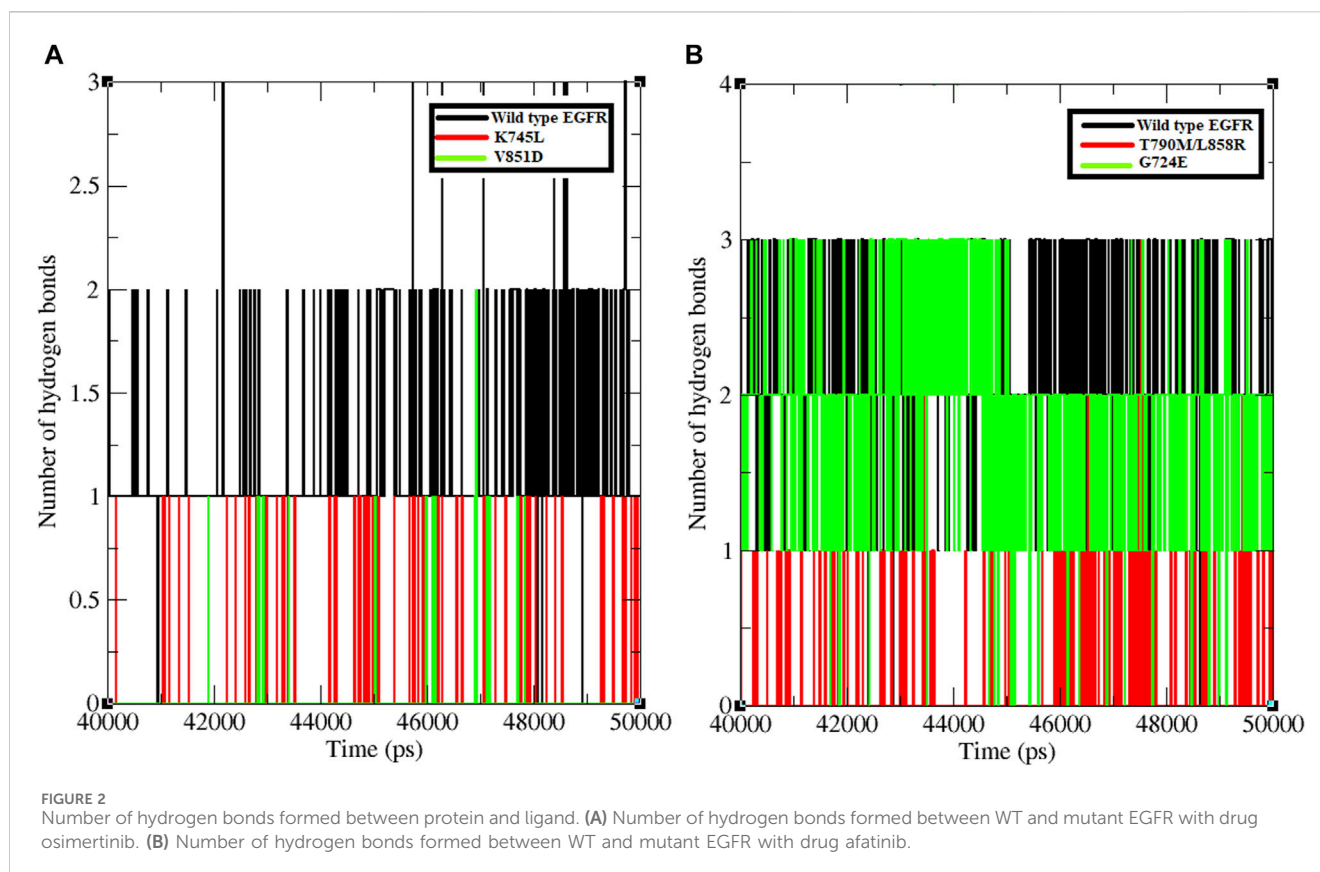 A
Number of hydrogen bonds
3
2.5
2
1.5
1
0.5
0
Wild type EGFR
K745L
V851D
40000 42000 44000 46000 48000 50000
Time (ps)
B
Number of hydrogen bonds
4
3
2
1
0
Wild type EGFR
T790M/L858R
G724E
40000 42000 44000 46000 48000 50000
Time (ps)
FIGURE 2
Number of hydrogen bonds formed between protein and ligand. (A) Number of hydrogen bonds formed between WT and mutant EGFR with drug
osimertinib. (B) Number of hydrogen bonds formed between WT and mutant EGFR with drug afatinib.